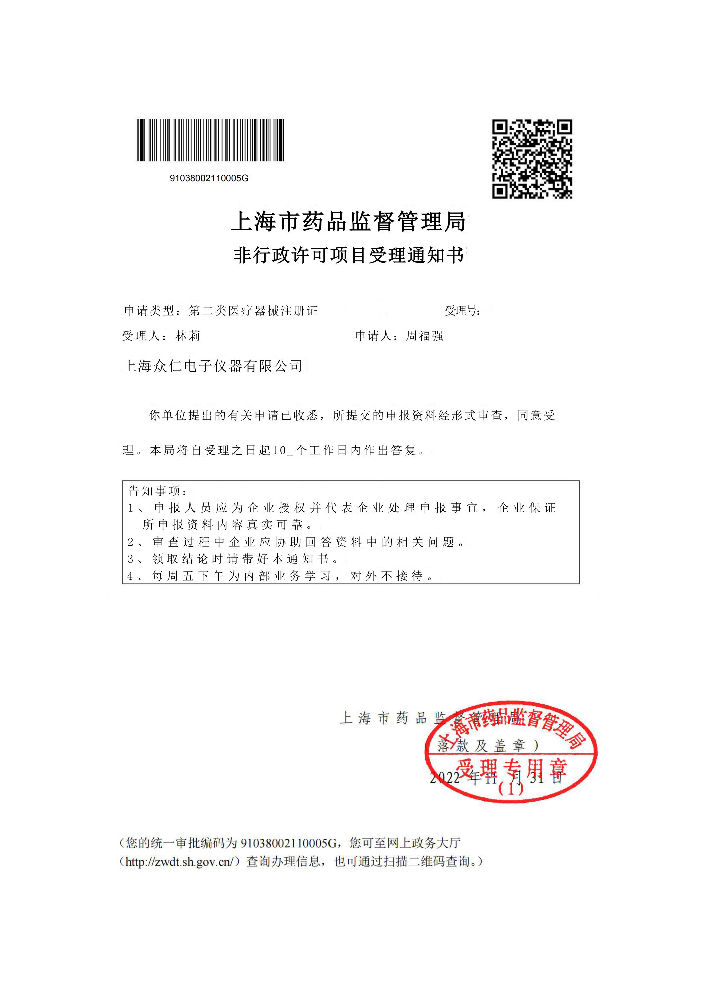 91038002110005G
上海市药品监督管理局
非行政许可项目受理通知书
申请类型：第二类医疗器械注册证 受理号：
受理人：林莉 申请人：周福强
上海众仁电子仪器有限公司
你单位提出的有关申请已收悉，所提交的申报资料经形式审查，同意受
理。本局将自受理之日起10_个工作日内作出答复。
告知事项：
1、申报人员应为企业授权并代表企业处理申报事宜，企业保证
所申报资料内容真实可靠。
2、审查过程中企业应协助回答资料中的相关问题。
3、领取结论时请带好本通知书。
4、每周五下午为内部业务学习，对外不接待。
上海市药品监督管理局
上海市药品监督管理局
落款及盖章）
受理专用章
2022 年 11 月 31 日
（1）
（您的统一审批编码为 91038002110005G，您可至网上政务大厅
（http://zwdt.sh.gov.cn/）查询办理信息，也可通过扫描二维码查询。）